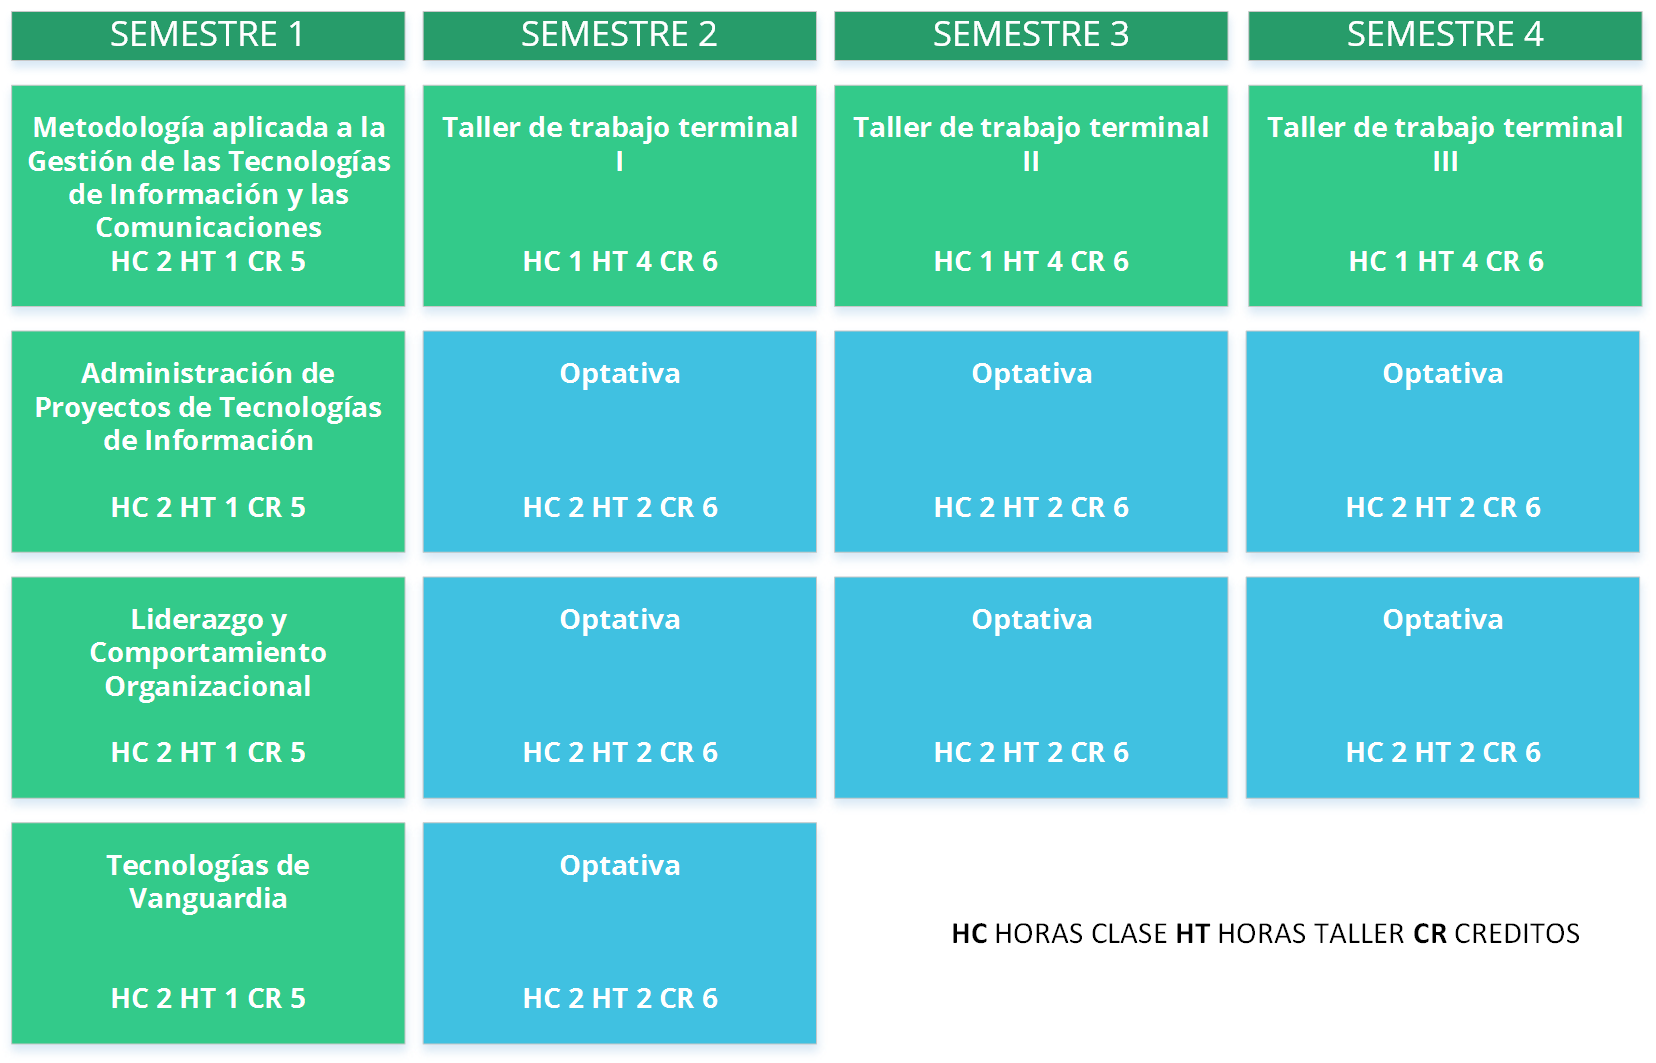 SEMESTRE 1
SEMESTRE 2
SEMESTRE 3
SEMESTRE 4
Metodología aplicada a la
Gestión de las Tecnologías
de Información y las
Comunicaciones
HC 2 HT 1 CR 5
Taller de trabajo terminal
I
HC 1 HT 4 CR 6
Taller de trabajo terminal
II
HC 1 HT 4 CR 6
Taller de trabajo terminal
III
HC 1 HT 4 CR 6
Administración de
Proyectos de Tecnologías
de Información
HC 2 HT 1 CR 5
Optativa
HC 2 HT 2 CR 6
Optativa
HC 2 HT 2 CR 6
Optativa
HC 2 HT 2 CR 6
Liderazgo y
Comportamiento
Organizacional
HC 2 HT 1 CR 5
Optativa
HC 2 HT 2 CR 6
Optativa
HC 2 HT 2 CR 6
Optativa
HC 2 HT 2 CR 6
Tecnologías de
Vanguardia
HC 2 HT 1 CR 5
Optativa
HC 2 HT 2 CR 6
HC HORAS CLASE HT HORAS TALLER CR CREDITOS